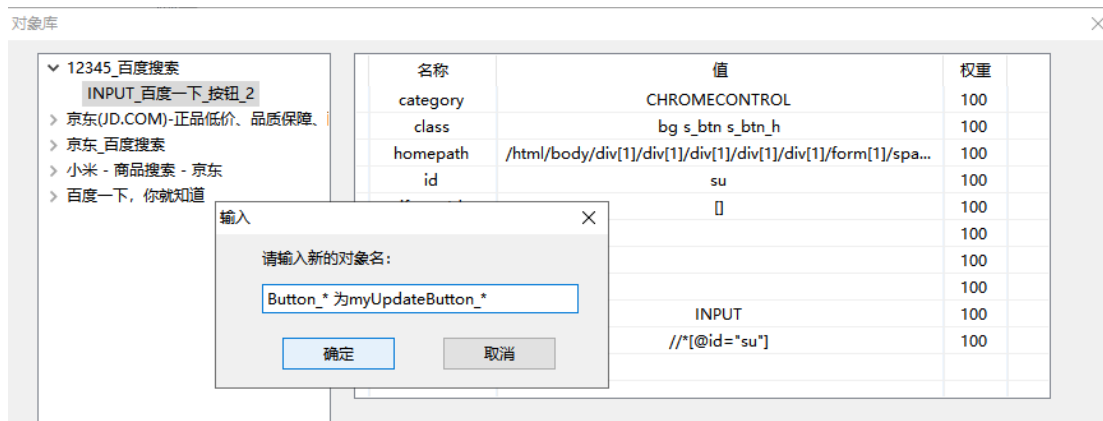 对象库
12345_百度搜索
INPUT_百度一下_按钮_2
京东(JD.COM)-正品低价、品质保障、
京东_百度搜索
小米 - 商品搜索 - 京东
百度一下，你就知道
名称 值 权重
category CHROMECONTROL 100
class bg s_btn s_btn_h 100
homepath /html/body/div[1]/div[1]/div[1]/div[1]/div[1]/form[1]/spa... 100
id su 100
[] 100
100
100
100
INPUT 100
//*[@id="su"] 100
输入
请输入新的对象名：
Button_* 为myUpdateButton_*
确定 取消